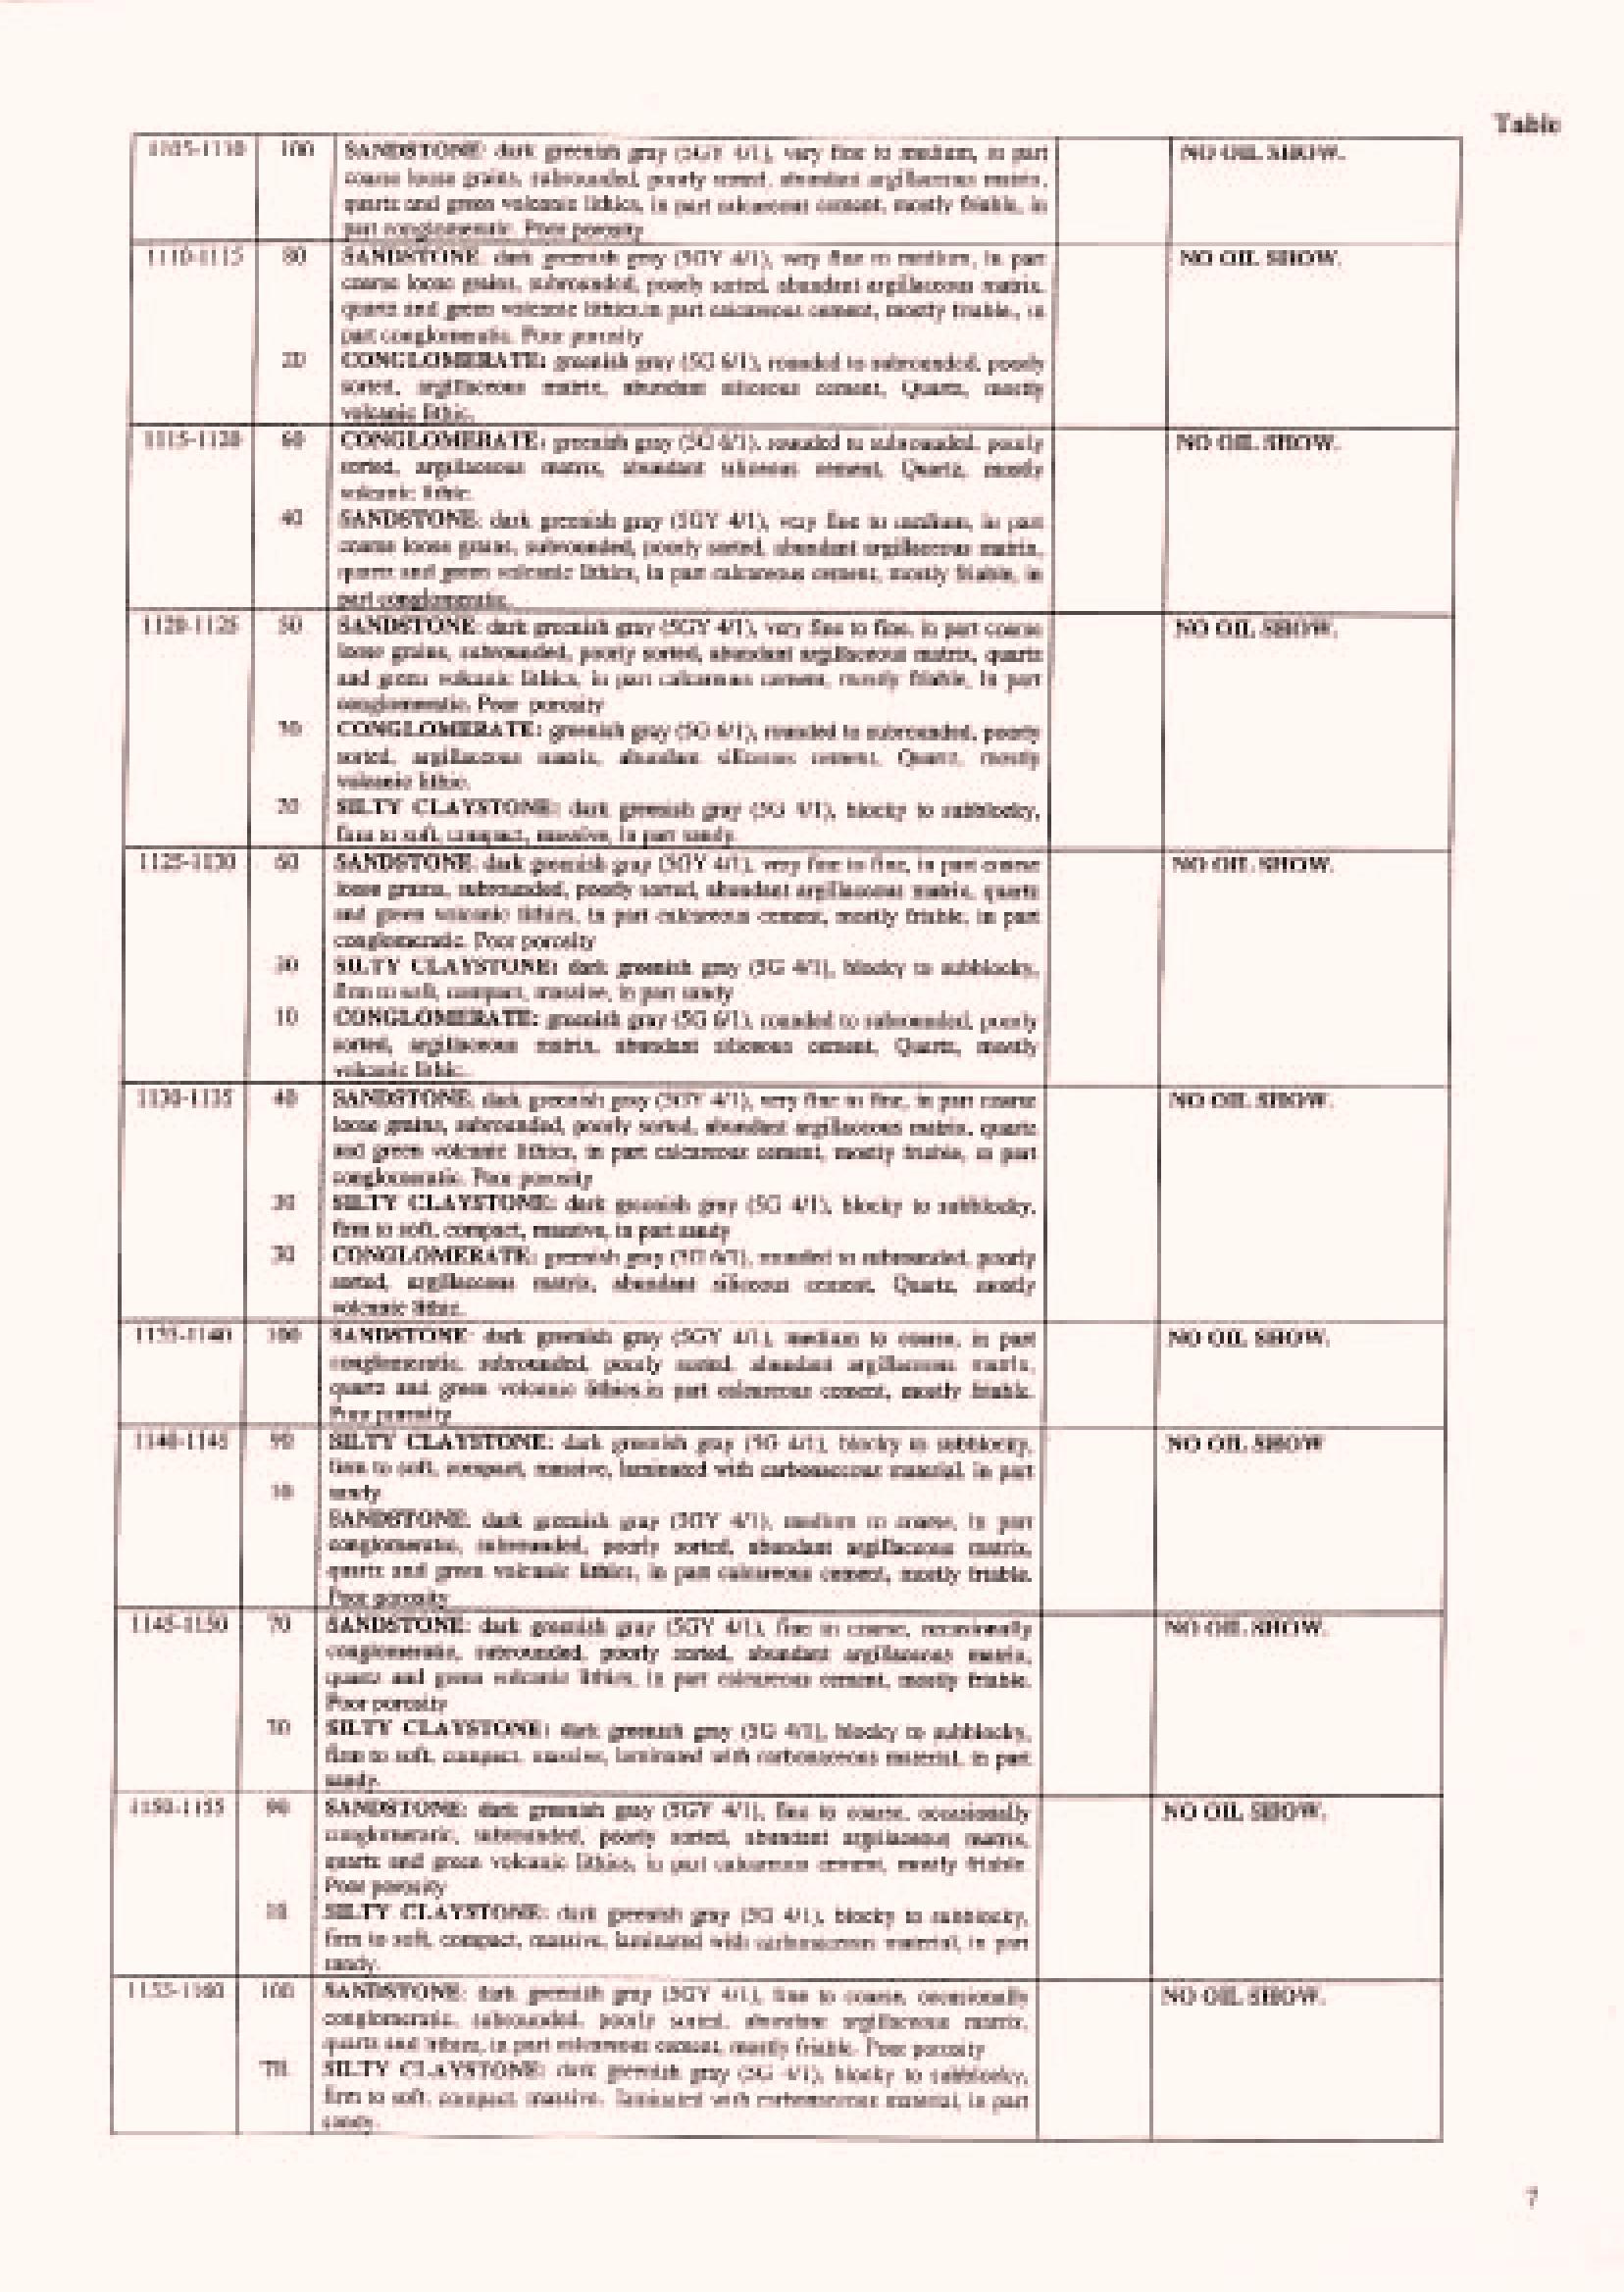 Table
1105-1110 100 SANDSTONE: dark greenish gray (5GY 4/1), very fine to medium, in part NO OIL SHOW.
coarse loose grains, subrounded, poorly sorted, abundant argillaceous matrix,
quartz and green volcanic lithics, in part calcareous cement, mostly friable, in
part conglomeratic. Poor porosity
1110-1115 80 SANDSTONE: dark greenish gray (5GY 4/1), very fine to medium, in part NO OIL SHOW.
coarse loose grains, subrounded, poorly sorted, abundant argillaceous matrix,
quartz and green volcanic lithics,in part calcareous cement, mostly friable., in
part conglomeratic. Poor porosity
20 CONGLOMERATE: greenish gray (5G 6/1), rounded to subrounded, poorly
sorted, argillaceous matrix, abundant siliceous cement, Quartz, mostly
volcanic lithic.
1115-1120 60 CONGLOMERATE: greenish gray (5G 6/1), rounded to subrounded, poorly NO OIL SHOW.
sorted, argillaceous matrix, abundant siliceous cement, Quartz, mostly
volcanic lithic.
40 SANDSTONE: dark greenish gray (5GY 4/1), very fine to medium, in part
coarse loose grains, subrounded, poorly sorted, abundant argillaceous matrix,
quartz and green volcanic lithics, in part calcareous cement, mostly friable, in
part conglomeratic.
1120-1125 50 SANDSTONE: dark greenish gray (5GY 4/1), very fine to fine, in part coarse NO OIL SHOW.
loose grains, subrounded, poorly sorted, abundant argillaceous matrix, quartz
and green volcanic lithics, in part calcareous cement, mostly friable, in part
conglomeratic. Poor porosity
30 CONGLOMERATE: greenish gray (5G 6/1), rounded to subrounded, poorly
sorted, argillaceous matrix, abundant siliceous cement, Quartz, mostly
volcanic lithic.
20 SILTY CLAYSTONE: dark greenish gray (5G 4/1), blocky to subblocky,
firm to soft, compact, massive, in part sandy
1125-1130 60 SANDSTONE: dark greenish gray (5GY 4/1), very fine to fine, in part coarse NO OIL SHOW.
loose grains, subrounded, poorly sorted, abundant argillaceous matrix, quartz
and green volcanic lithics, in part calcareous cement, mostly friable, in part
conglomeratic. Poor porosity
30 SILTY CLAYSTONE: dark greenish gray (5G 4/1), blocky to subblocky,
firm to soft, compact, massive, in part sandy
10 CONGLOMERATE: greenish gray (5G 6/1), rounded to subrounded, poorly
sorted, argillaceous matrix, abundant siliceous cement, Quartz, mostly
volcanic lithic.
1130-1135 40 SANDSTONE: dark greenish gray (5GY 4/1), very fine to fine, in part coarse NO OIL SHOW.
loose grains, subrounded, poorly sorted, abundant argillaceous matrix, quartz
and green volcanic lithics, in part calcareous cement, mostly friable, in part
conglomeratic. Poor porosity
30 SILTY CLAYSTONE: dark greenish gray (5G 4/1), blocky to subblocky,
firm to soft, compact, massive, in part sandy
30 CONGLOMERATE: greenish gray (5G 6/1), rounded to subrounded, poorly
sorted, argillaceous matrix, abundant siliceous cement, Quartz, mostly
volcanic lithic.
1135-1140 100 SANDSTONE: dark greenish gray (5GY 4/1), medium to coarse, in part NO OIL SHOW.
conglomeratic, subrounded, poorly sorted, abundant argillaceous matrix,
quartz and green volcanic lithics,in part calcareous cement, mostly friable.
Poor porosity
1140-1145 90 SILTY CLAYSTONE: dark greenish gray (5G 4/1), blocky to subblocky, NO OIL SHOW
firm to soft, compact, massive, laminated with carbonaceous material, in part
10 sandy
SANDSTONE: dark greenish gray (5GY 4/1), medium to coarse, in part
conglomeratic, subrounded, poorly sorted, abundant argillaceous matrix,
quartz and green volcanic lithics, in part calcareous cement, mostly friable.
Poor porosity
1145-1150 70 SANDSTONE: dark greenish gray (5GY 4/1), fine to coarse, occasionally NO OIL SHOW.
conglomeratic, subrounded, poorly sorted, abundant argillaceous matrix,
quartz and green volcanic lithics, in part calcareous cement, mostly friable.
Poor porosity
30 SILTY CLAYSTONE: dark greenish gray (5G 4/1), blocky to subblocky,
firm to soft, compact, massive, laminated with carbonaceous material, in part
sandy.
1150-1155 90 SANDSTONE: dark greenish gray (5GY 4/1), fine to coarse, occasionally NO OIL SHOW.
conglomeratic, subrounded, poorly sorted, abundant argillaceous matrix,
quartz and green volcanic lithics, in part calcareous cement, mostly friable.
Poor porosity
10 SILTY CLAYSTONE: dark greenish gray (5G 4/1), blocky to subblocky,
firm to soft, compact, massive, laminated with carbonaceous material, in part
sandy.
1155-1160 100 SANDSTONE: dark greenish gray (5GY 4/1), fine to coarse, occasionally NO OIL SHOW.
conglomeratic, subrounded, poorly sorted, abundant argillaceous matrix,
quartz and lithics, in part calcareous cement, mostly friable. Poor porosity
TR SILTY CLAYSTONE: dark greenish gray (5G 4/1), blocky to subblocky,
firm to soft, compact, massive, laminated with carbonaceous material, in part
sandy.
7